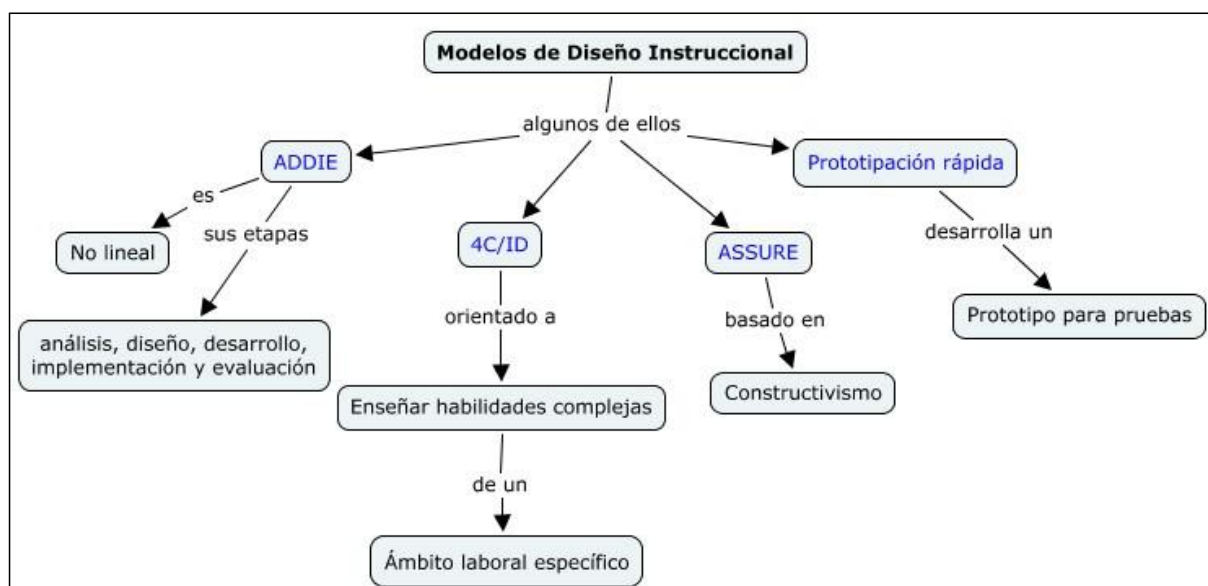 Modelos de Diseño Instruccional
algunos de ellos
ADDIE
Prototipación rápida
es
sus etapas
No lineal
4C/ID
ASSURE
desarrolla un
orientado a
basado en
Prototipo para pruebas
análisis, diseño, desarrollo,
implementación y evaluación
Enseñar habilidades complejas
Constructivismo
de un
Ámbito laboral específico